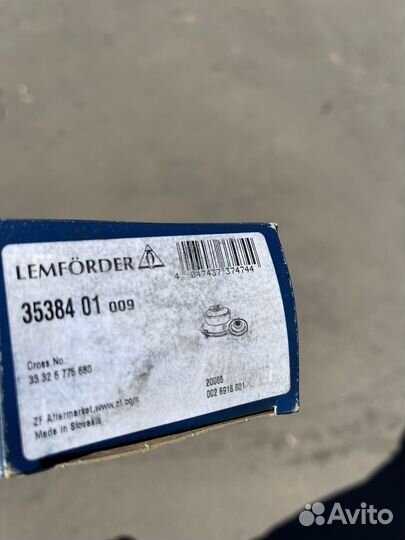 LEMFÖRDER
4 047437 374744
35384 01 009
Cross.No.:
33 32 6 775 680
20065
002 6918 001
ZF Aftermarket,www.zf.com
Made in Slovakia
Avito